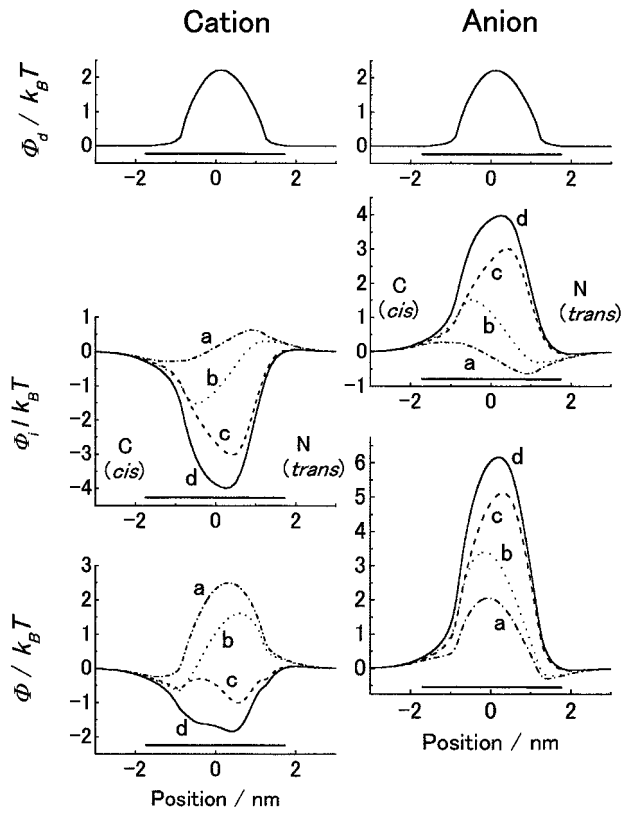 Cation
Anion
Φd / kBT
2
1
0
−2 0 2
2
1
0
−2 0 2
Φi / kBT
1
0
−1
−2
−3
−4
a
b
c
d
C
(cis)
N
(trans)
−2 0 2
4
3
2
1
0
−1
d
c
b
a
C
(cis)
N
(trans)
−2 0 2
Φ / kBT
3
2
1
0
−1
−2
a
b
c
d
−2 0 2
Position / nm
6
5
4
3
2
1
0
d
c
b
a
−2 0 2
Position / nm